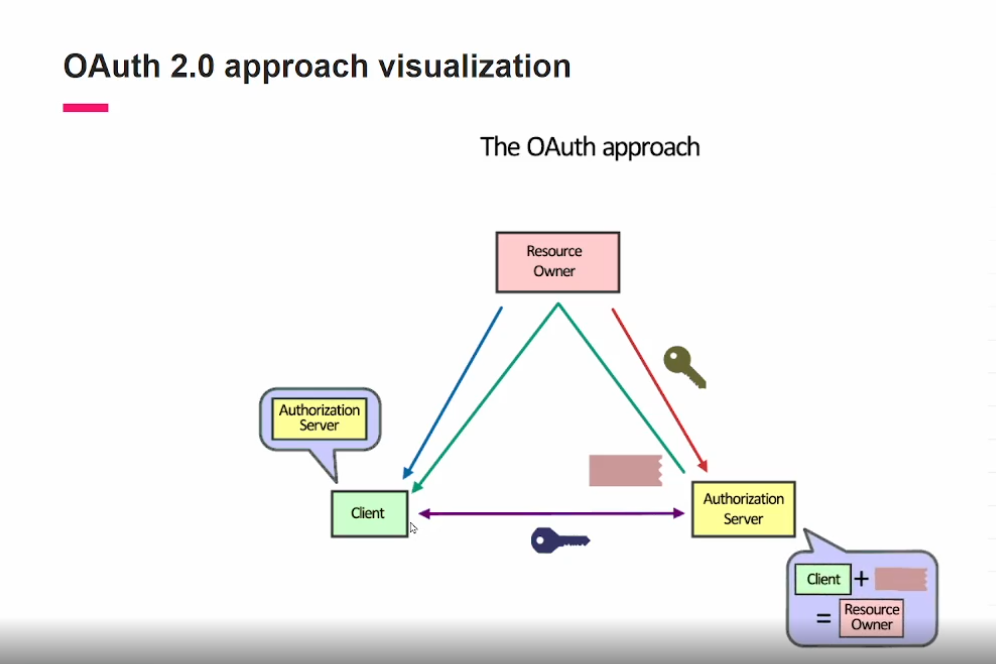 OAuth 2.0 approach visualization
The OAuth approach
Resource
Owner
Authorization
Server
Client
Authorization
Server
Client +
= Resource
Owner